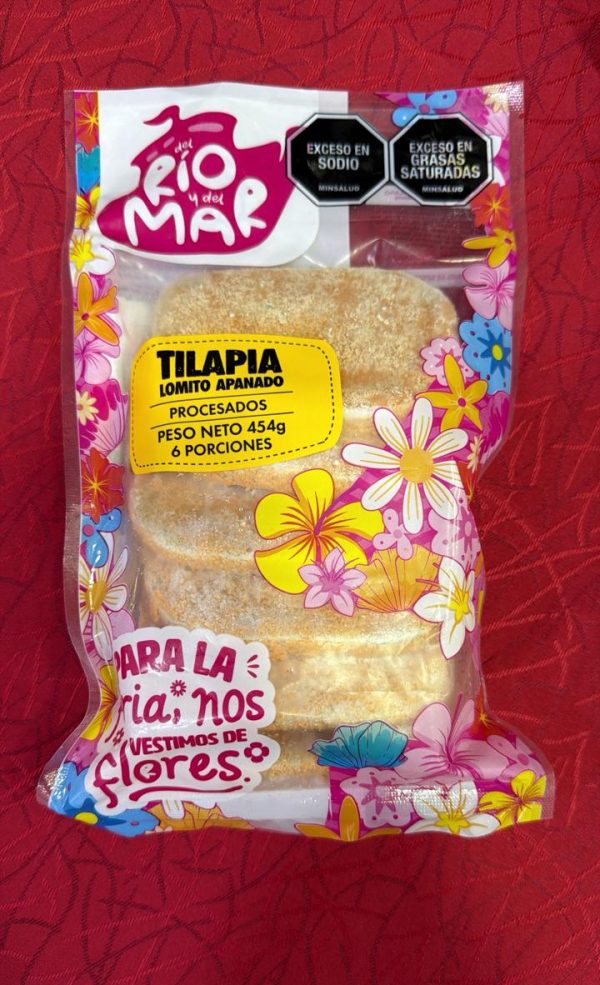 del
RÍO
y del
MAR
EXCESO EN
SODIO
MINSALUD
EXCESO EN
GRASAS
SATURADAS
MINSALUD
TILAPIA
LOMITO APANADO
PROCESADOS
PESO NETO 454g
6 PORCIONES
PARA LA
ria, nos
VESTIMOS DE
flores.